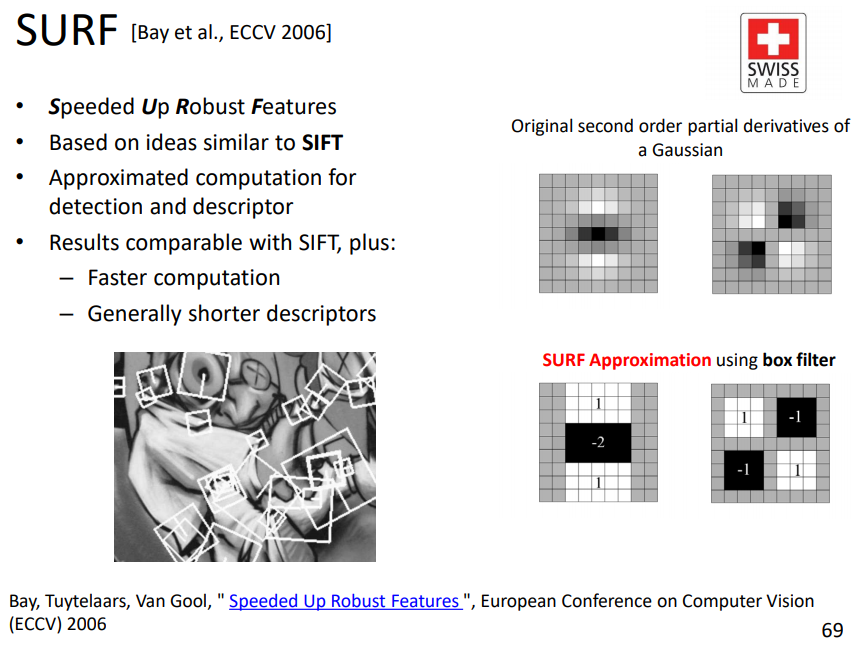 SURF [Bay et al., ECCV 2006]
SWISS
MADE
• Speeded Up Robust Features
• Based on ideas similar to SIFT
• Approximated computation for
detection and descriptor
• Results comparable with SIFT, plus:
– Faster computation
– Generally shorter descriptors
Original second order partial derivatives of
a Gaussian
SURF Approximation using box filter
1
-2
1
1
-1
-1
1
Bay, Tuytelaars, Van Gool, " Speeded Up Robust Features ", European Conference on Computer Vision
(ECCV) 2006
69